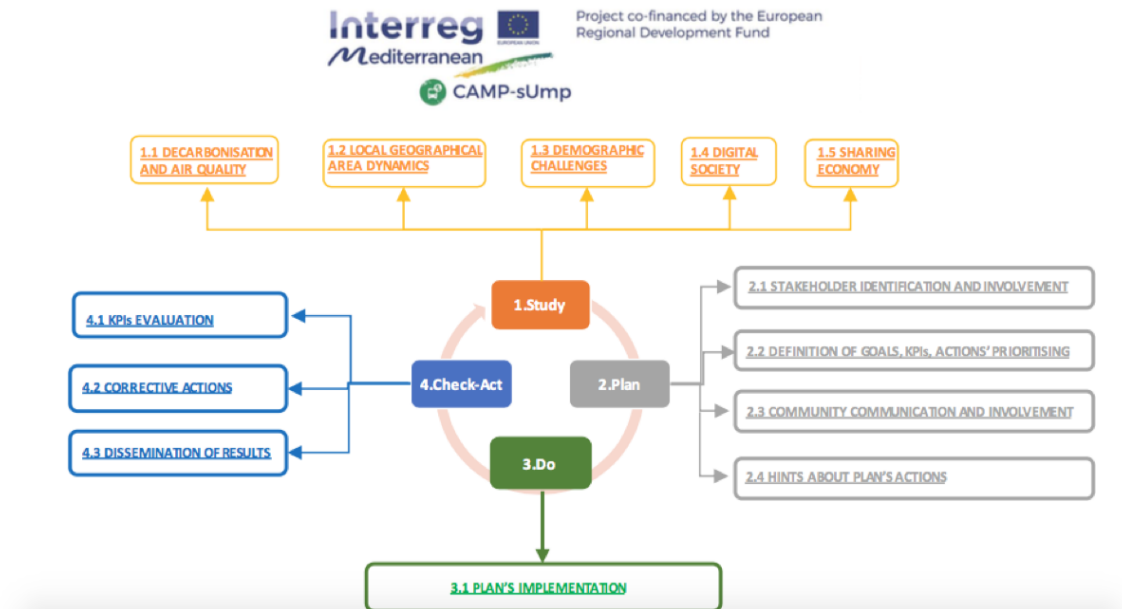 Interreg
EUROPEAN UNION
Mediterranean
CAMP-sUmp
Project co-financed by the European
Regional Development Fund
1.1 DECARBONISATION
AND AIR QUALITY
1.2 LOCAL GEOGRAPHICAL
AREA DYNAMICS
1.3 DEMOGRAPHIC
CHALLENGES
1.4 DIGITAL
SOCIETY
1.5 SHARING
ECONOMY
1.Study
2.1 STAKEHOLDER IDENTIFICATION AND INVOLVEMENT
4.1 KPIs EVALUATION
2.2 DEFINITION OF GOALS, KPIs, ACTIONS' PRIORITISING
4.Check-Act
2.Plan
4.2 CORRECTIVE ACTIONS
2.3 COMMUNITY COMMUNICATION AND INVOLVEMENT
4.3 DISSEMINATION OF RESULTS
3.Do
2.4 HINTS ABOUT PLAN'S ACTIONS
3.1 PLAN'S IMPLEMENTATION